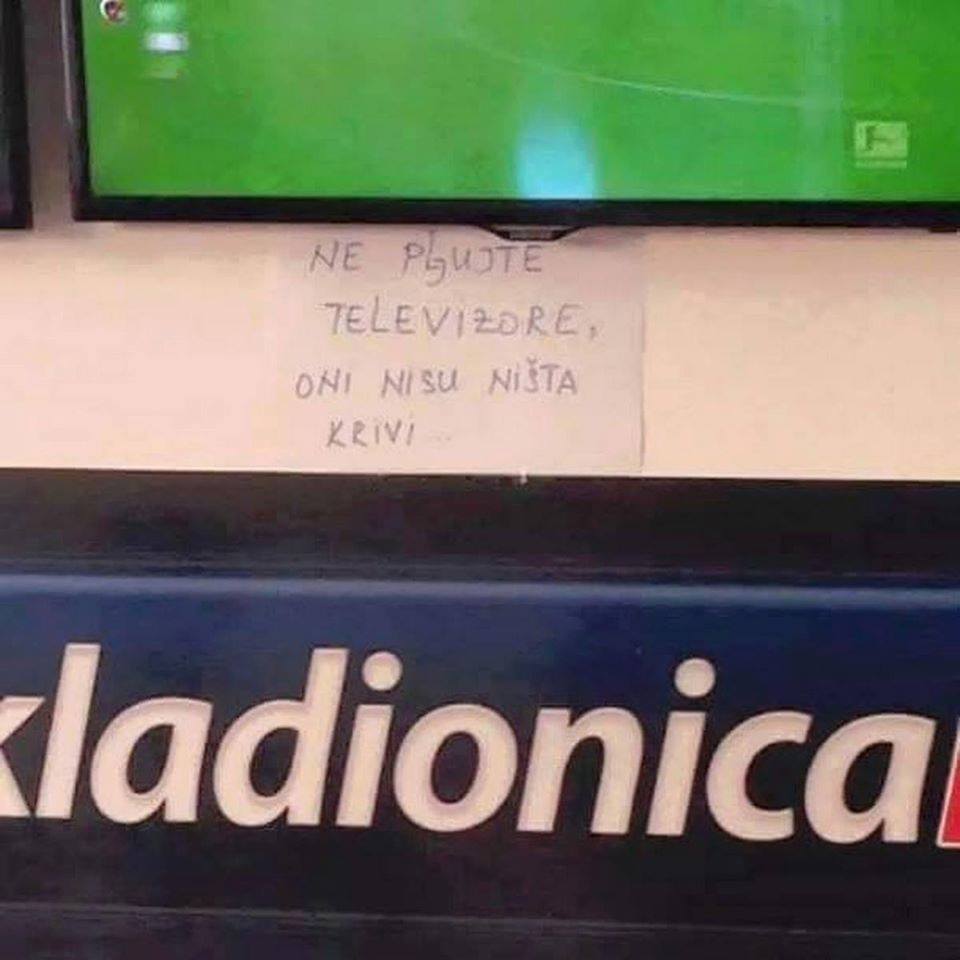 NE PLJUJTE
TELEVIZORE,
ONI NISU NIŠTA
KRIVI...
kladionica